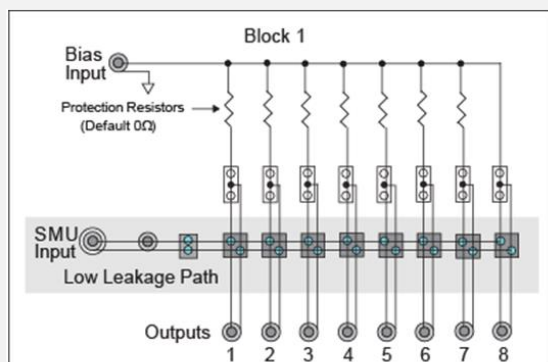 Block 1
Bias
Input
Protection Resistors
(Default 0Ω)
SMU
Input
Low Leakage Path
Outputs
1 2 3 4 5 6 7 8